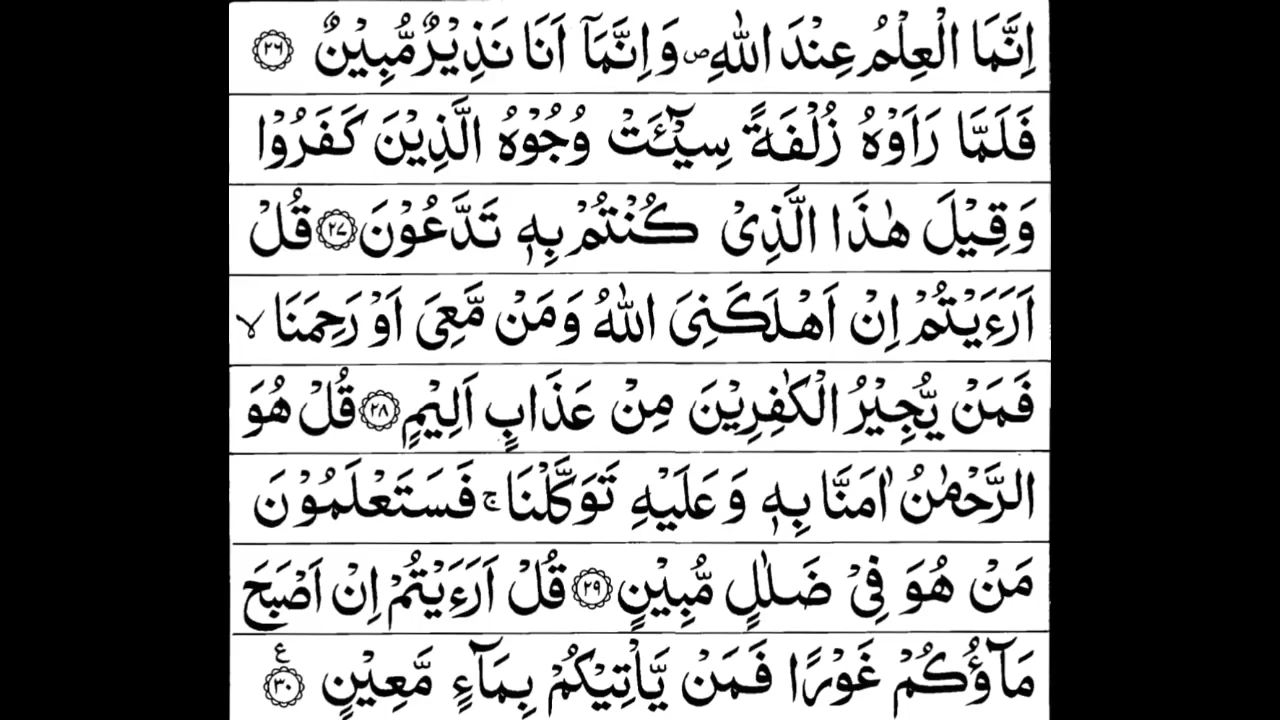 اِنَّمَا الْعِلْمُ عِنْدَ اللّٰهِ ۪ وَاِنَّمَاۤ اَنَا نَذِيْرٌ مُّبِيْنٌ ﴿۲۶﴾
فَلَمَّا رَاَوْهُ زُلْفَةً سِيْٓـَٔتْ وُجُوْهُ الَّذِيْنَ كَفَرُوْا
وَقِيْلَ هٰذَا الَّذِىْ كُنْتُمْ بِهٖ تَدَّعُوْنَ ﴿۲۷﴾ قُلْ
اَرَءَيْتُمْ اِنْ اَهْلَكَنِىَ اللّٰهُ وَمَنْ مَّعِىَ اَوْ رَحِمَنَا ۙ
فَمَنْ يُّجِيْرُ الْكٰفِرِيْنَ مِنْ عَذَابٍ اَلِيْمٍ ﴿۲۸﴾ قُلْ هُوَ
الرَّحْمٰنُ اٰمَنَّا بِهٖ وَعَلَيْهِ تَوَكَّلْنَا ۚ فَسَتَعْلَمُوْنَ
مَنْ هُوَ فِىْ ضَلٰلٍ مُّبِيْنٍ ﴿۲۹﴾ قُلْ اَرَءَيْتُمْ اِنْ اَصْبَحَ
مَآؤُكُمْ غَوْرًا فَمَنْ يَّاْتِيْكُمْ بِمَآءٍ مَّعِيْنٍ ﴿۳۰﴾ ع